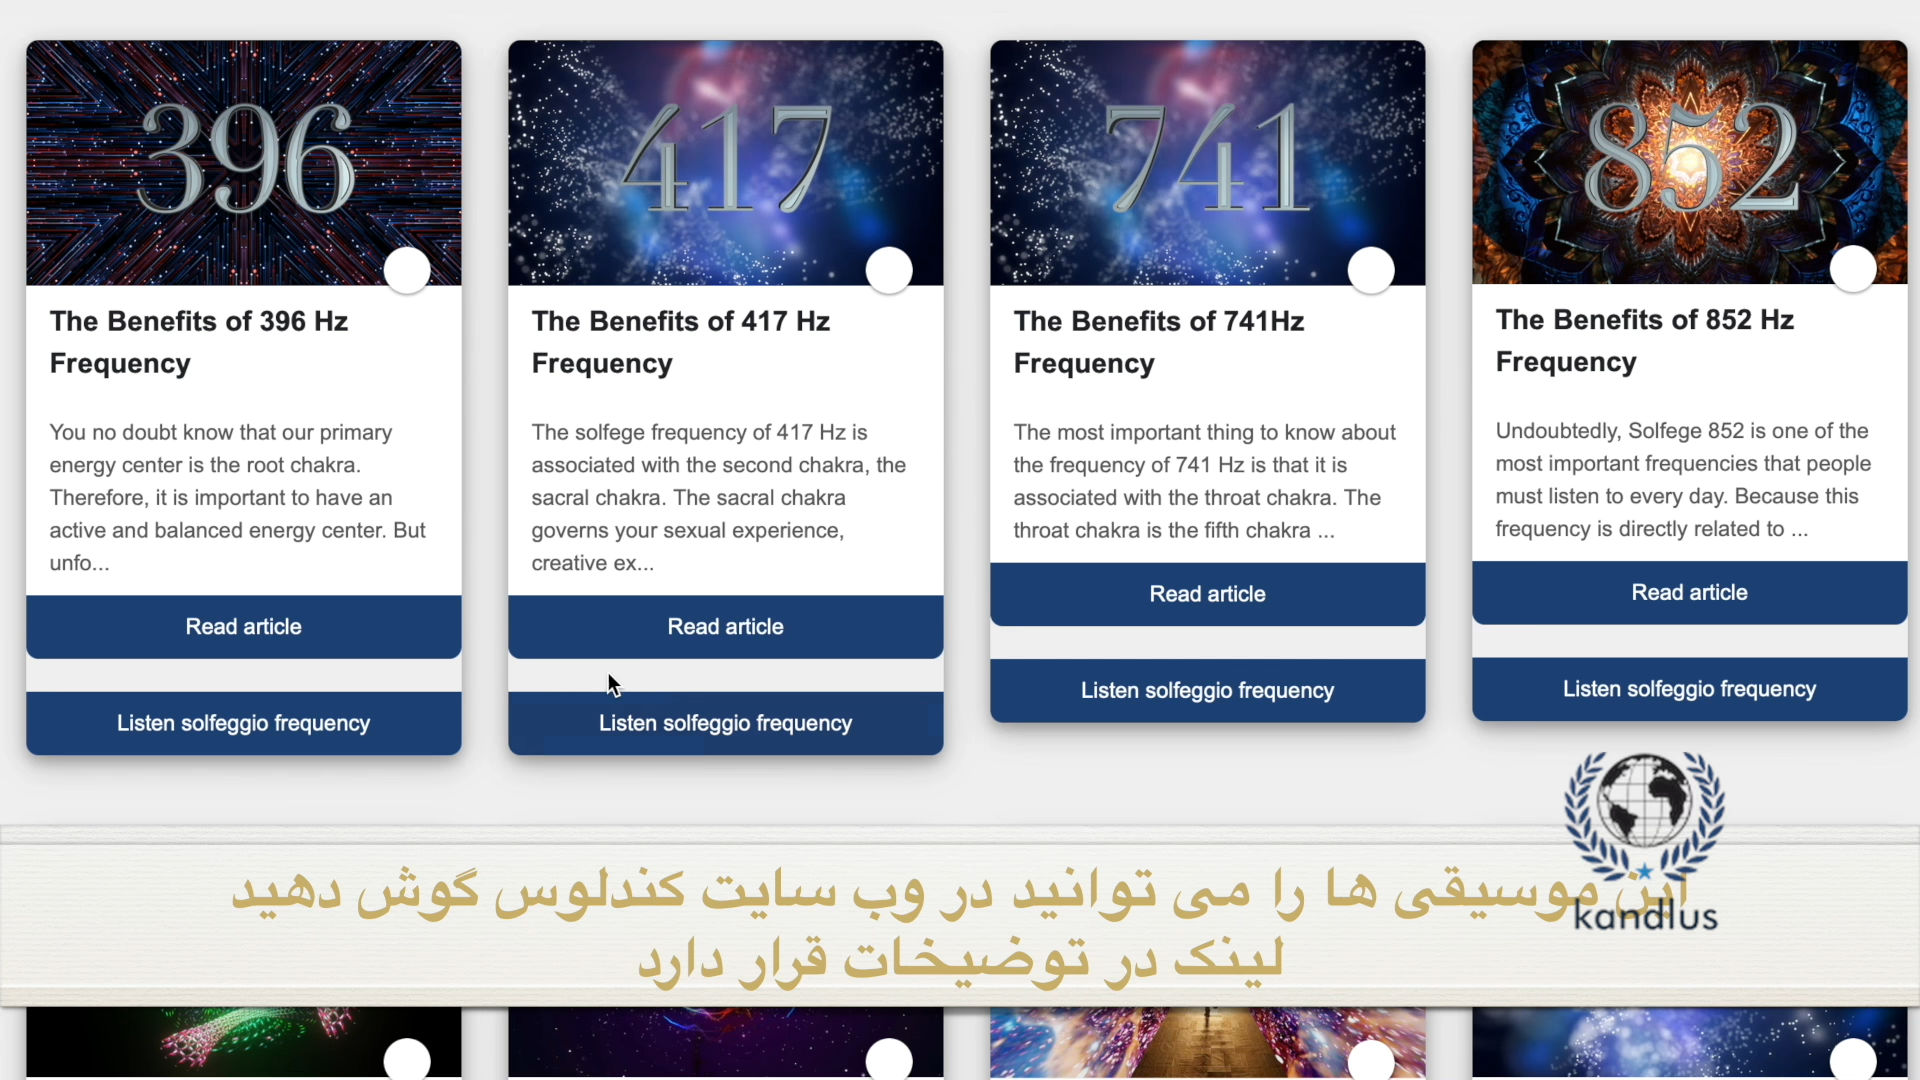 396
The Benefits of 396 Hz
Frequency
You no doubt know that our primary
energy center is the root chakra.
Therefore, it is important to have an
active and balanced energy center. But
unfo...
Read article
Listen solfeggio frequency
417
The Benefits of 417 Hz
Frequency
The solfege frequency of 417 Hz is
associated with the second chakra, the
sacral chakra. The sacral chakra
governs your sexual experience,
creative ex...
Read article
Listen solfeggio frequency
741
The Benefits of 741Hz
Frequency
The most important thing to know about
the frequency of 741 Hz is that it is
associated with the throat chakra. The
throat chakra is the fifth chakra ...
Read article
Listen solfeggio frequency
852
The Benefits of 852 Hz
Frequency
Undoubtedly, Solfege 852 is one of the
most important frequencies that people
must listen to every day. Because this
frequency is directly related to ...
Read article
Listen solfeggio frequency
kandlus
این موسیقی ها را می توانید در وب سایت کندلوس گوش دهید
لینک در توضیخات قرار دارد